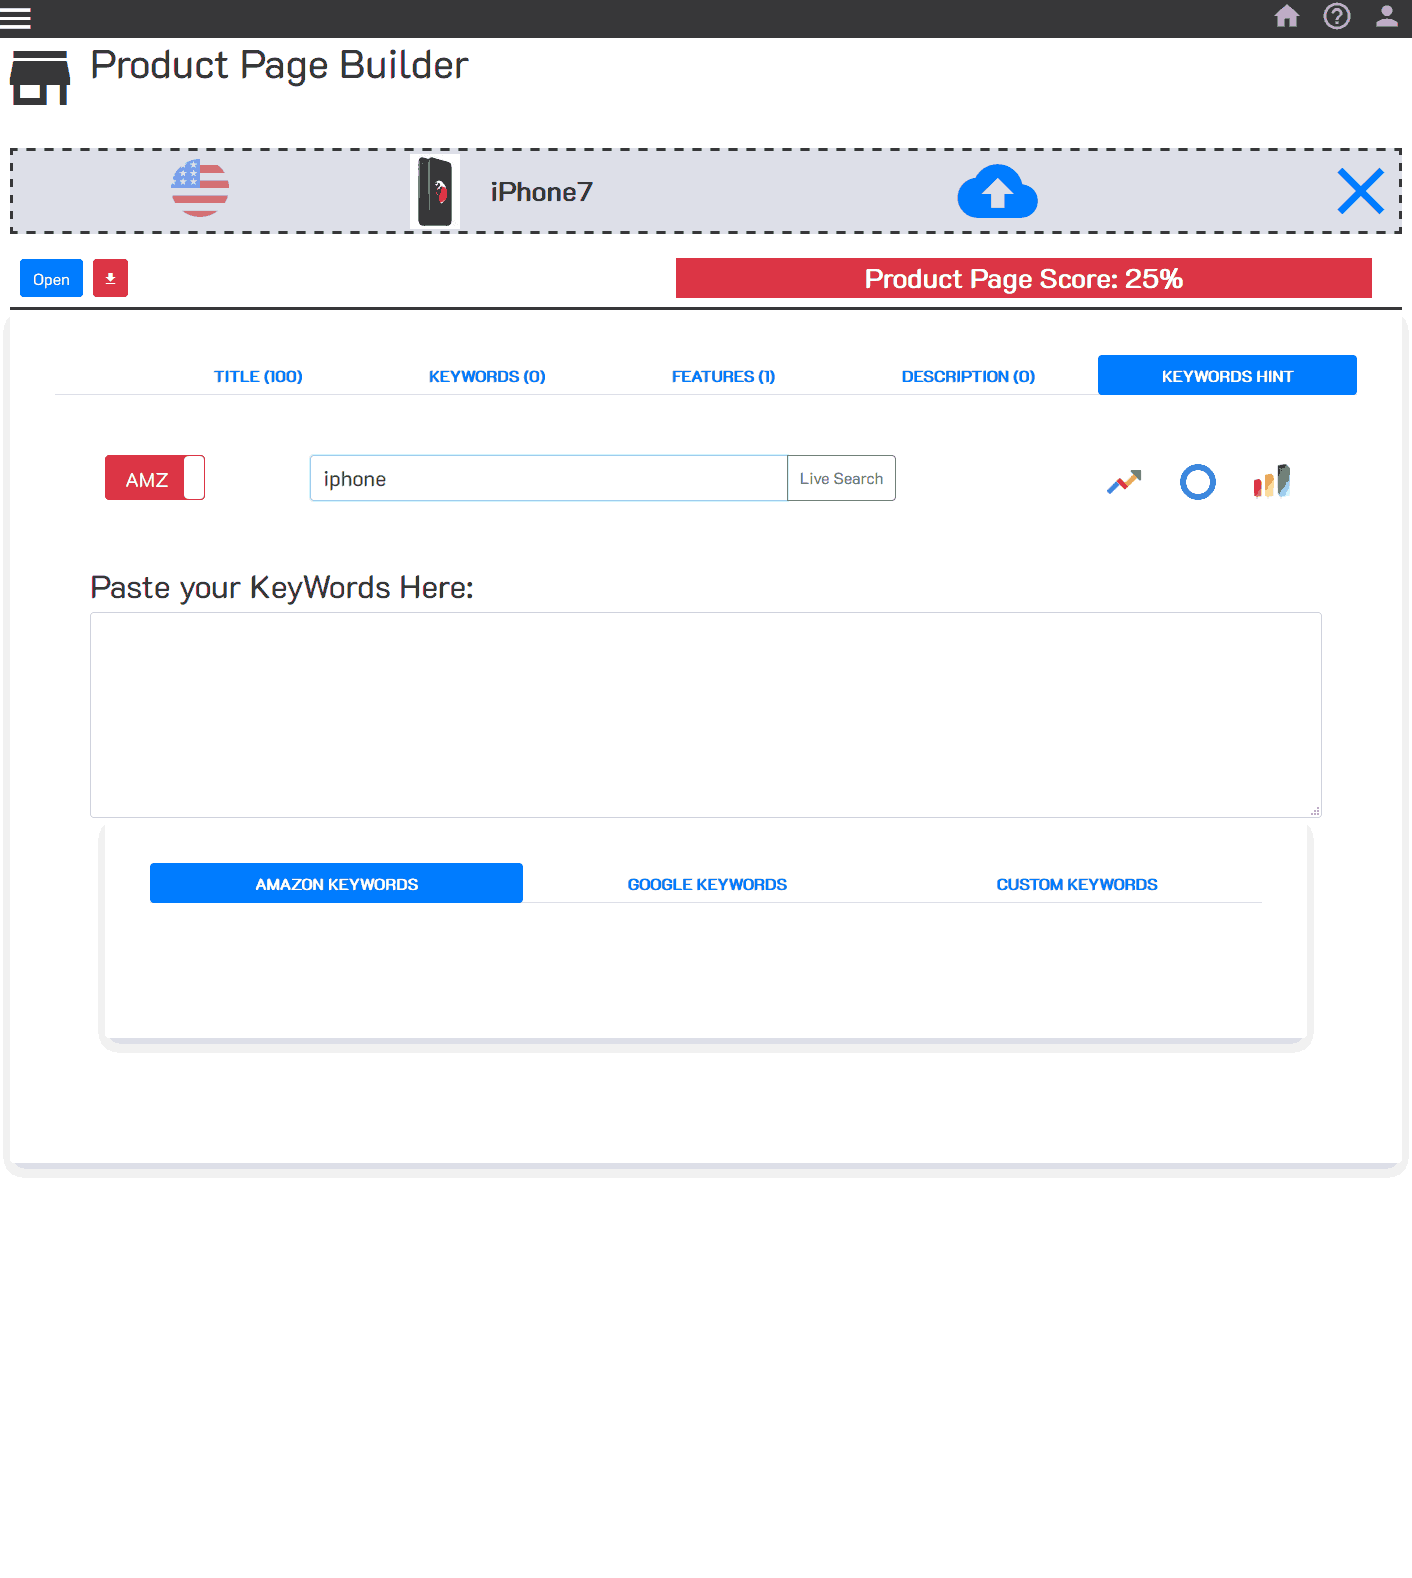 Product Page Builder
iPhone7
Open
Product Page Score: 25%
TITLE (100) KEYWORDS (0) FEATURES (1) DESCRIPTION (0) KEYWORDS HINT
AMZ iphone Live Search
Paste your KeyWords Here:
AMAZON KEYWORDS GOOGLE KEYWORDS CUSTOM KEYWORDS